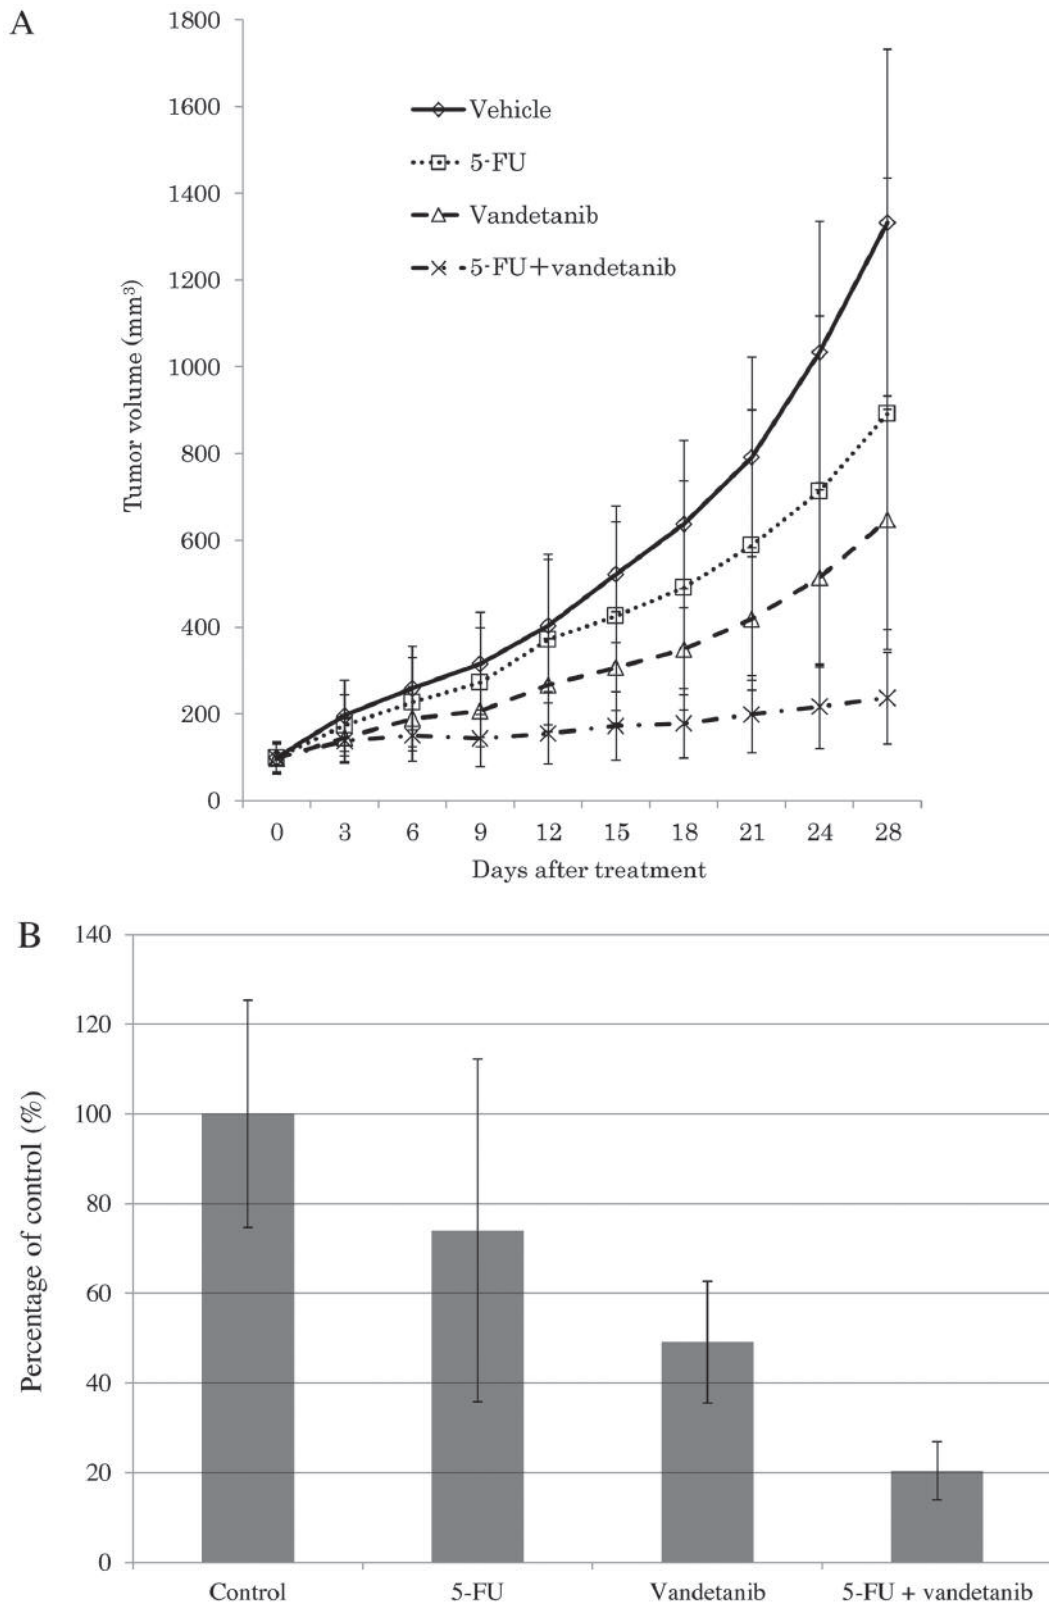 A
1800
1600
1400
1200
1000
800
600
400
200
0
Tumor volume (mm³)
Vehicle
5-FU
Vandetanib
5-FU+vandetanib
0 3 6 9 12 15 18 21 24 28
Days after treatment
B
140
120
100
80
60
40
20
0
Percentage of control (%)
Control 5-FU Vandetanib 5-FU + vandetanib